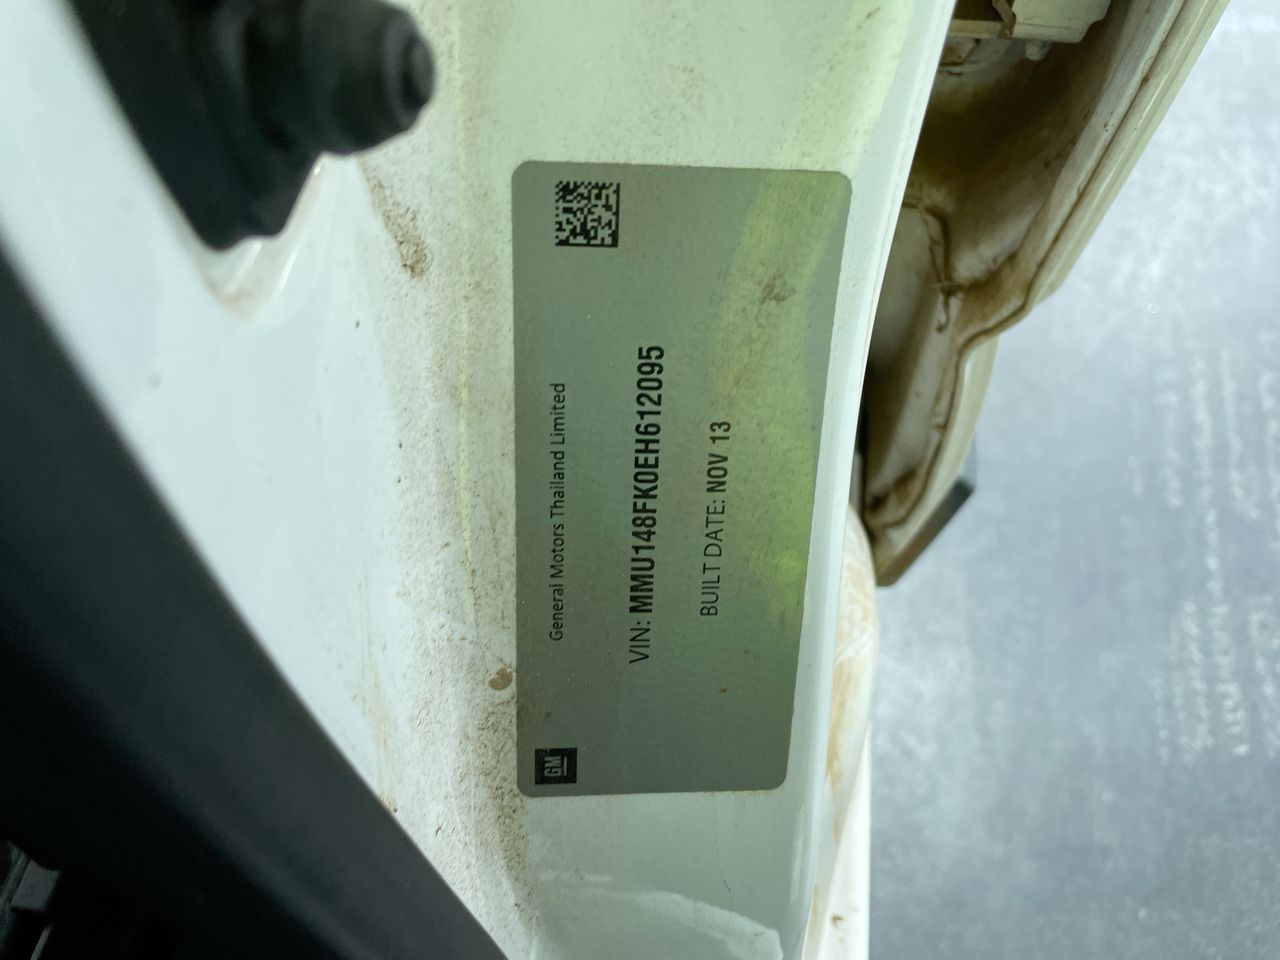 GM
General Motors Thailand Limited
VIN: MMU148FK0EH612095
BUILT DATE: NOV 13